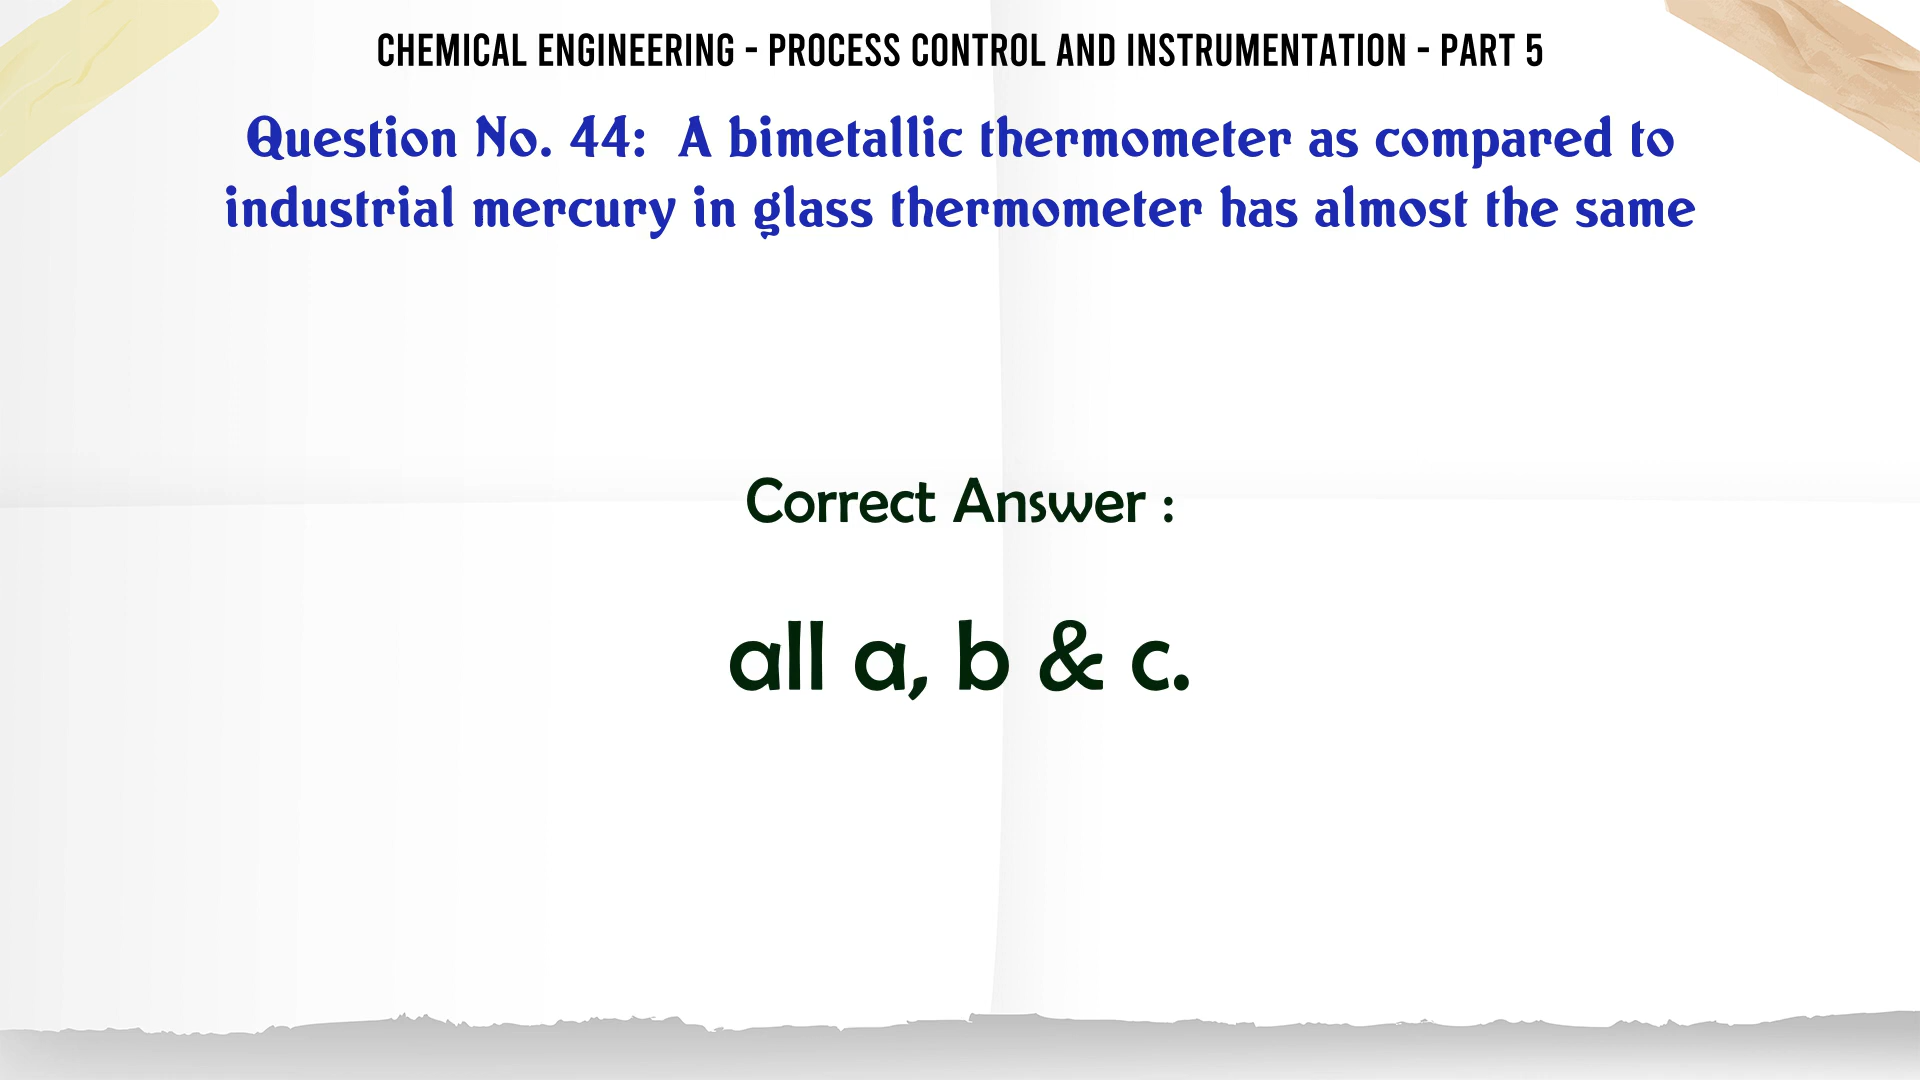 CHEMICAL ENGINEERING - PROCESS CONTROL AND INSTRUMENTATION - PART 5
Question No. 44: A bimetallic thermometer as compared to
industrial mercury in glass thermometer has almost the same
Correct Answer :
all a, b & c.